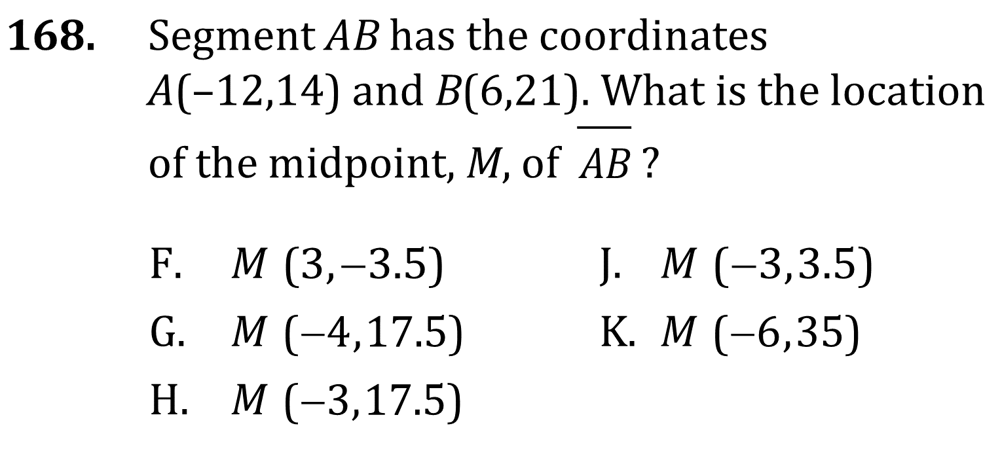 168. Segment AB has the coordinates
A(−12,14) and B(6,21). What is the location
of the midpoint, M, of \overline{AB} ?
F. M (3,−3.5) J. M (−3,3.5)
G. M (−4,17.5) K. M (−6,35)
H. M (−3,17.5)